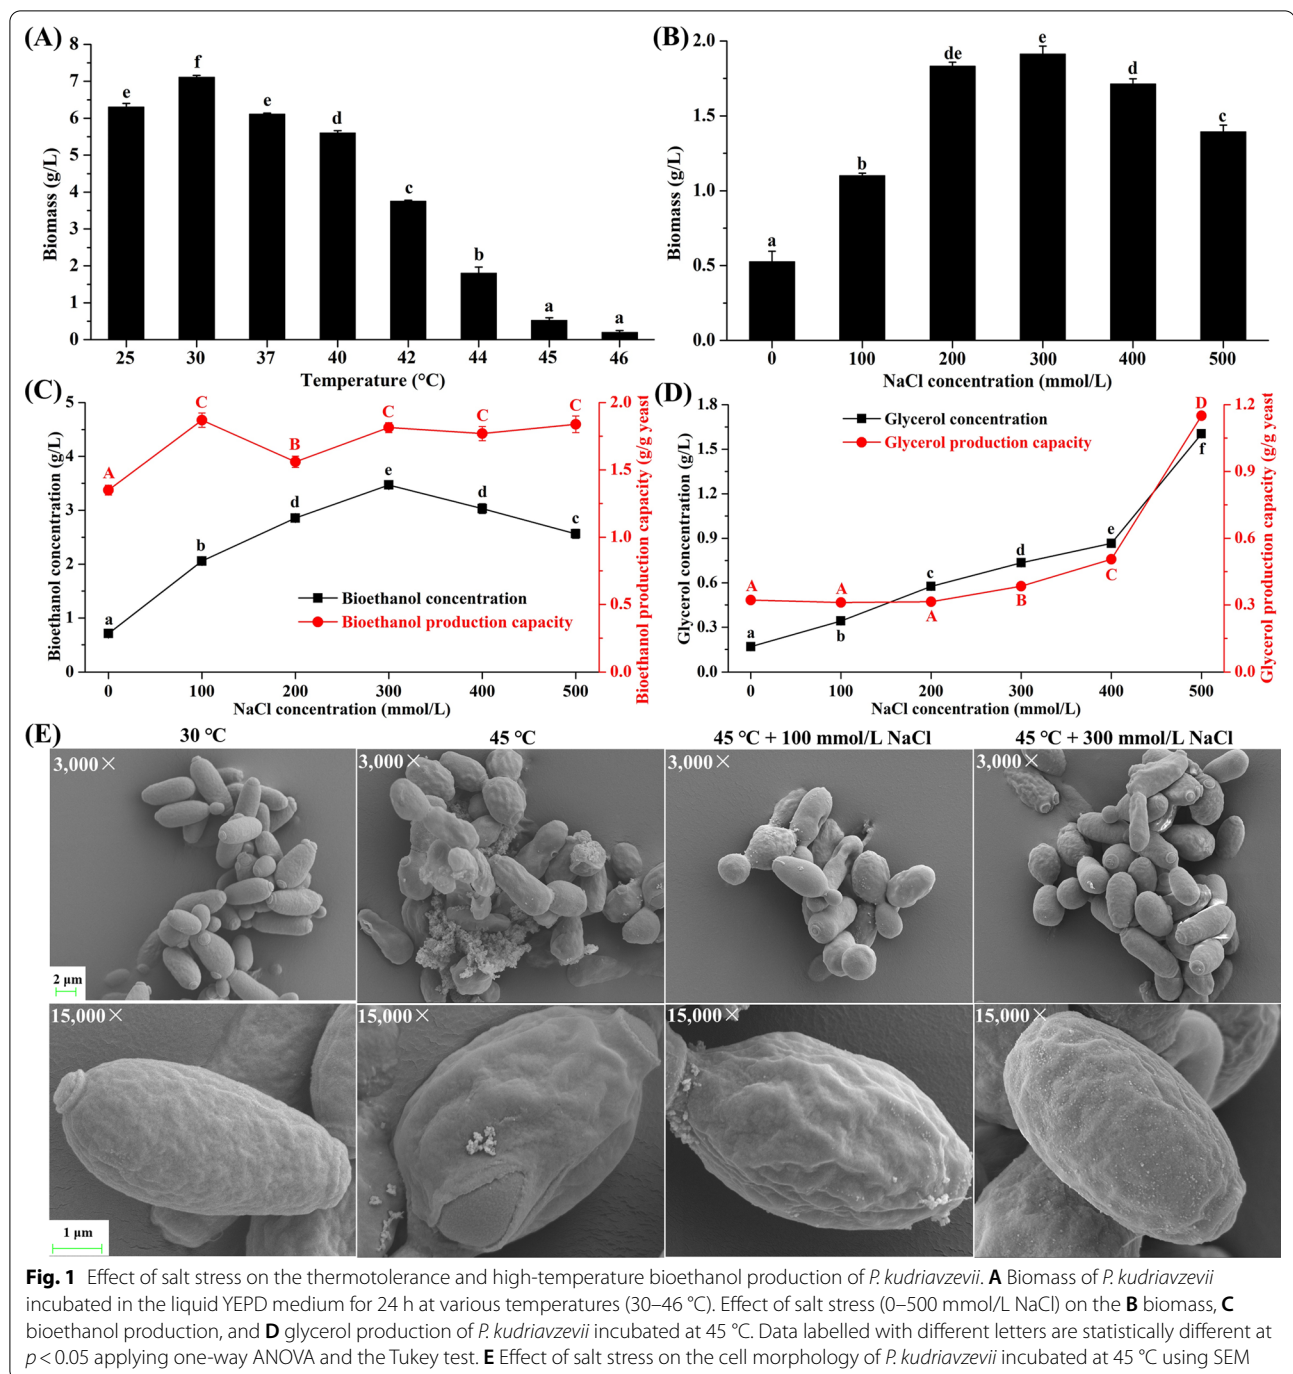 (A)
8
7
6
5
4
3
2
1
0
Biomass (g/L)
e
f
e
d
c
b
a
a
25 30 37 40 42 44 45 46
Temperature (°C)
(B)
2.0
1.5
1.0
0.5
0.0
Biomass (g/L)
a
b
de
e
d
c
0 100 200 300 400 500
NaCl concentration (mmol/L)
(C)
5
4
3
2
1
0
Bioethanol concentration (g/L)
A C B C C C
a b d e d c
Bioethanol concentration
Bioethanol production capacity
2.0
1.5
1.0
0.5
0.0
Bioethanol production capacity (g/g yeast
0 100 200 300 400 500
NaCl concentration (mmol/L)
(D)
1.8
1.5
1.2
0.9
0.6
0.3
0.0
Glycerol concentration (g/L)
Glycerol concentration
Glycerol production capacity
A A A B C D
a b c d e f
1.2
0.9
0.6
0.3
0.0
Glycerol production capacity (g/g yeast
0 100 200 300 400 500
NaCl concentration (mmol/L)
(E)
30 °C 45 °C 45 °C + 100 mmol/L NaCl 45 °C + 300 mmol/L NaCl
3,000× 3,000× 3,000× 3,000×
2 μm
15,000× 15,000× 15,000× 15,000×
1 μm
Fig. 1 Effect of salt stress on the thermotolerance and high-temperature bioethanol production of P. kudriavzevii. A Biomass of P. kudriavzevii
incubated in the liquid YEPD medium for 24 h at various temperatures (30–46 °C). Effect of salt stress (0–500 mmol/L NaCl) on the B biomass, C
bioethanol production, and D glycerol production of P. kudriavzevii incubated at 45 °C. Data labelled with different letters are statistically different at
p < 0.05 applying one-way ANOVA and the Tukey test. E Effect of salt stress on the cell morphology of P. kudriavzevii incubated at 45 °C using SEM